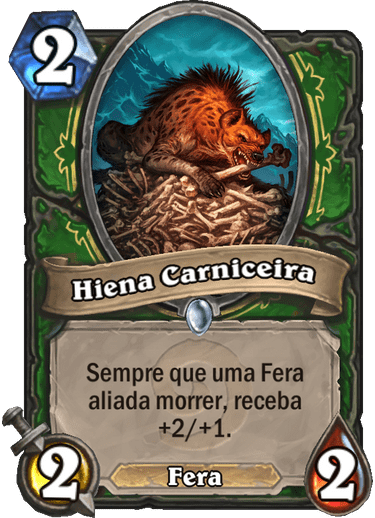 2
Hiena Carniceira
Sempre que uma Fera
aliada morrer, receba
+2/+1.
2
Fera
2